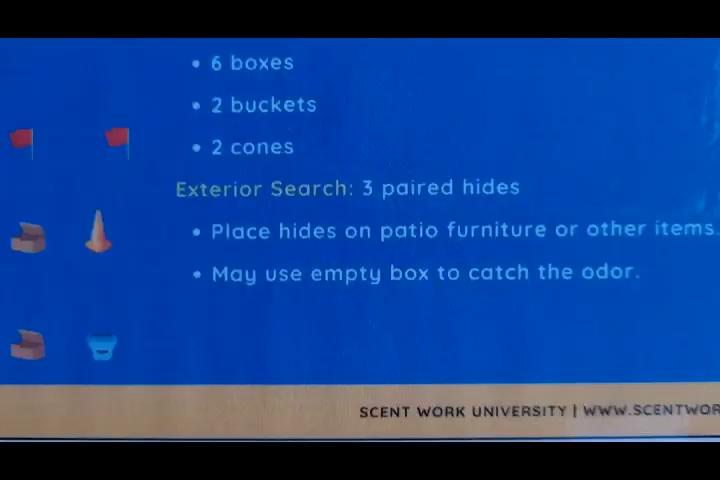 • 6 boxes
• 2 buckets
• 2 cones
Exterior Search: 3 paired hides
• Place hides on patio furniture or other items.
• May use empty box to catch the odor.
SCENT WORK UNIVERSITY | WWW.SCENTWOR